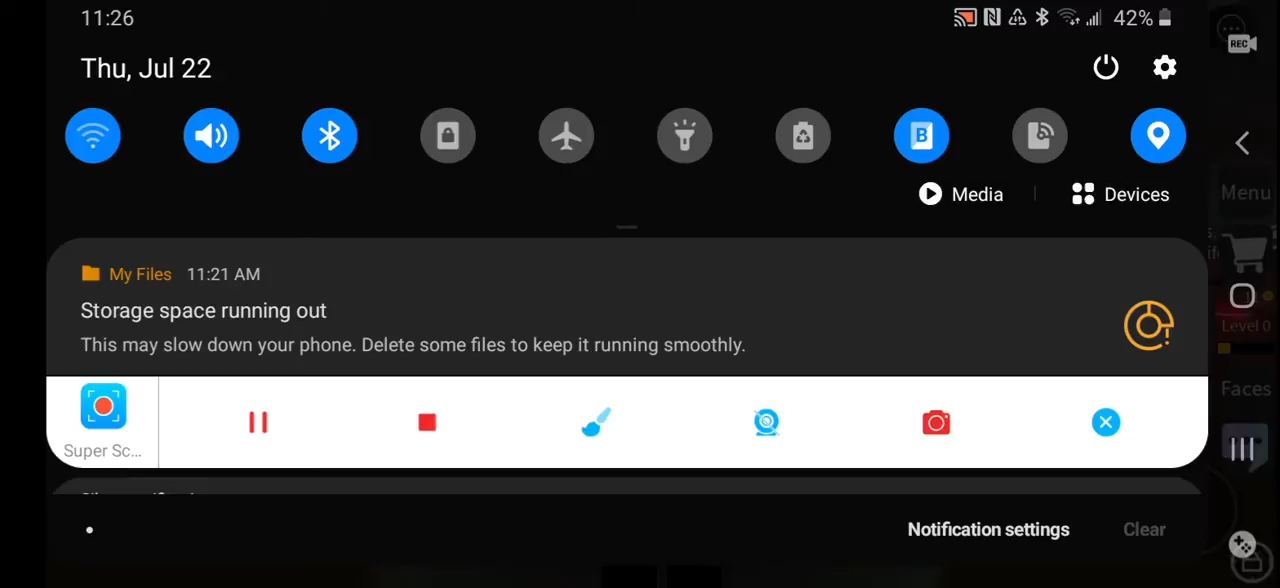 11:26
42%
REC
Thu, Jul 22
B
Media
Devices
Menu
My Files 11:21 AM
Storage space running out
This may slow down your phone. Delete some files to keep it running smoothly.
Level 0
Faces
Super Sc...
Notification settings
Clear